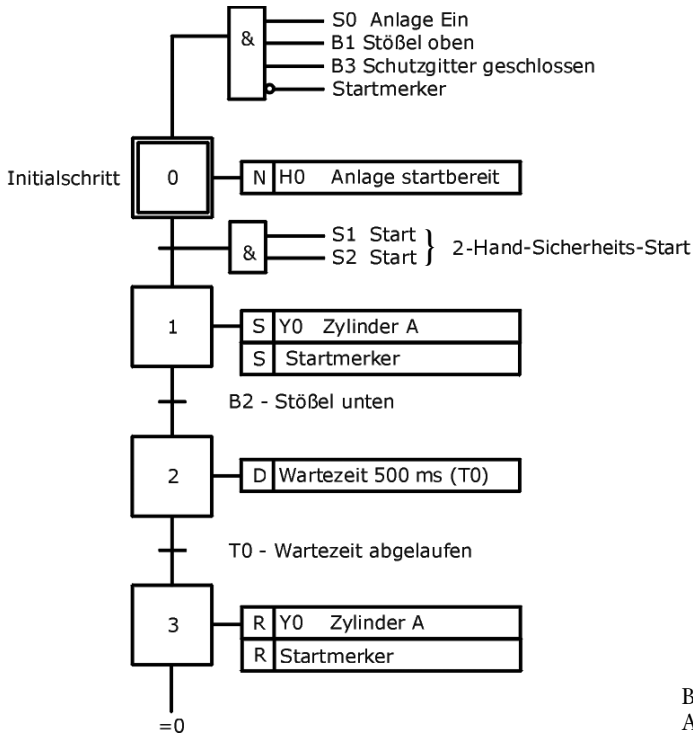 S0 Anlage Ein
& B1 Stößel oben
B3 Schutzgitter geschlossen
Startmerker
Initialschritt 0 N H0 Anlage startbereit
S1 Start
& S2 Start } 2-Hand-Sicherheits-Start
1 S Y0 Zylinder A
S Startmerker
B2 - Stößel unten
2 D Wartezeit 500 ms (T0)
T0 - Wartezeit abgelaufen
3 R Y0 Zylinder A
R Startmerker
=0
B
A